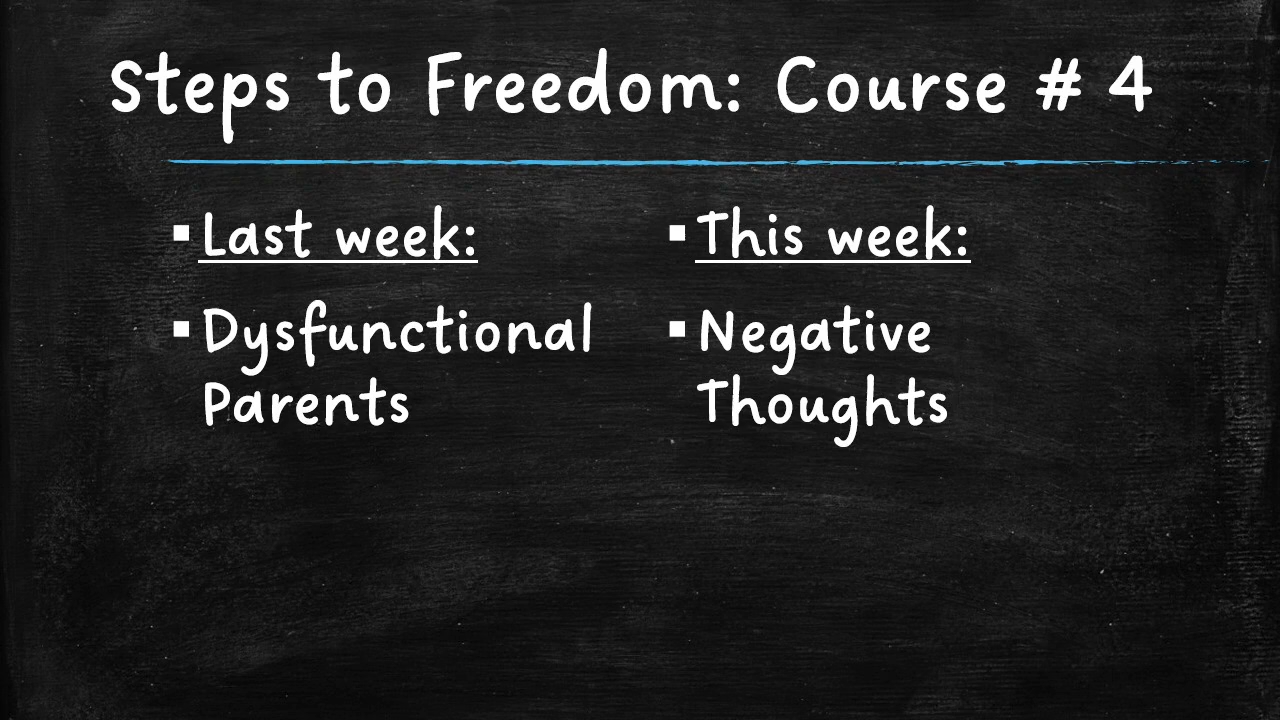 Steps to Freedom: Course # 4
▪ Last week:
▪ Dysfunctional
Parents
▪ This week:
▪ Negative
Thoughts